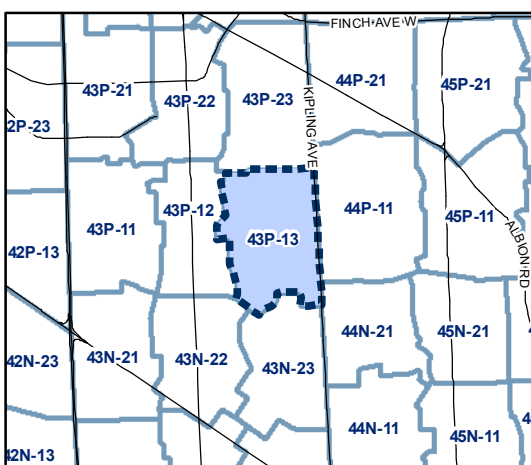 FINCH AVE W
43P-21
43P-22
43P-23
44P-21
45P-21
2P-23
KIPLING AVE
43P-11
43P-12
43P-13
44P-11
45P-11
ALBION RD
42P-13
42N-23
43N-21
43N-22
43N-23
44N-21
45N-21
4
42N-13
44N-11
45N-11
4